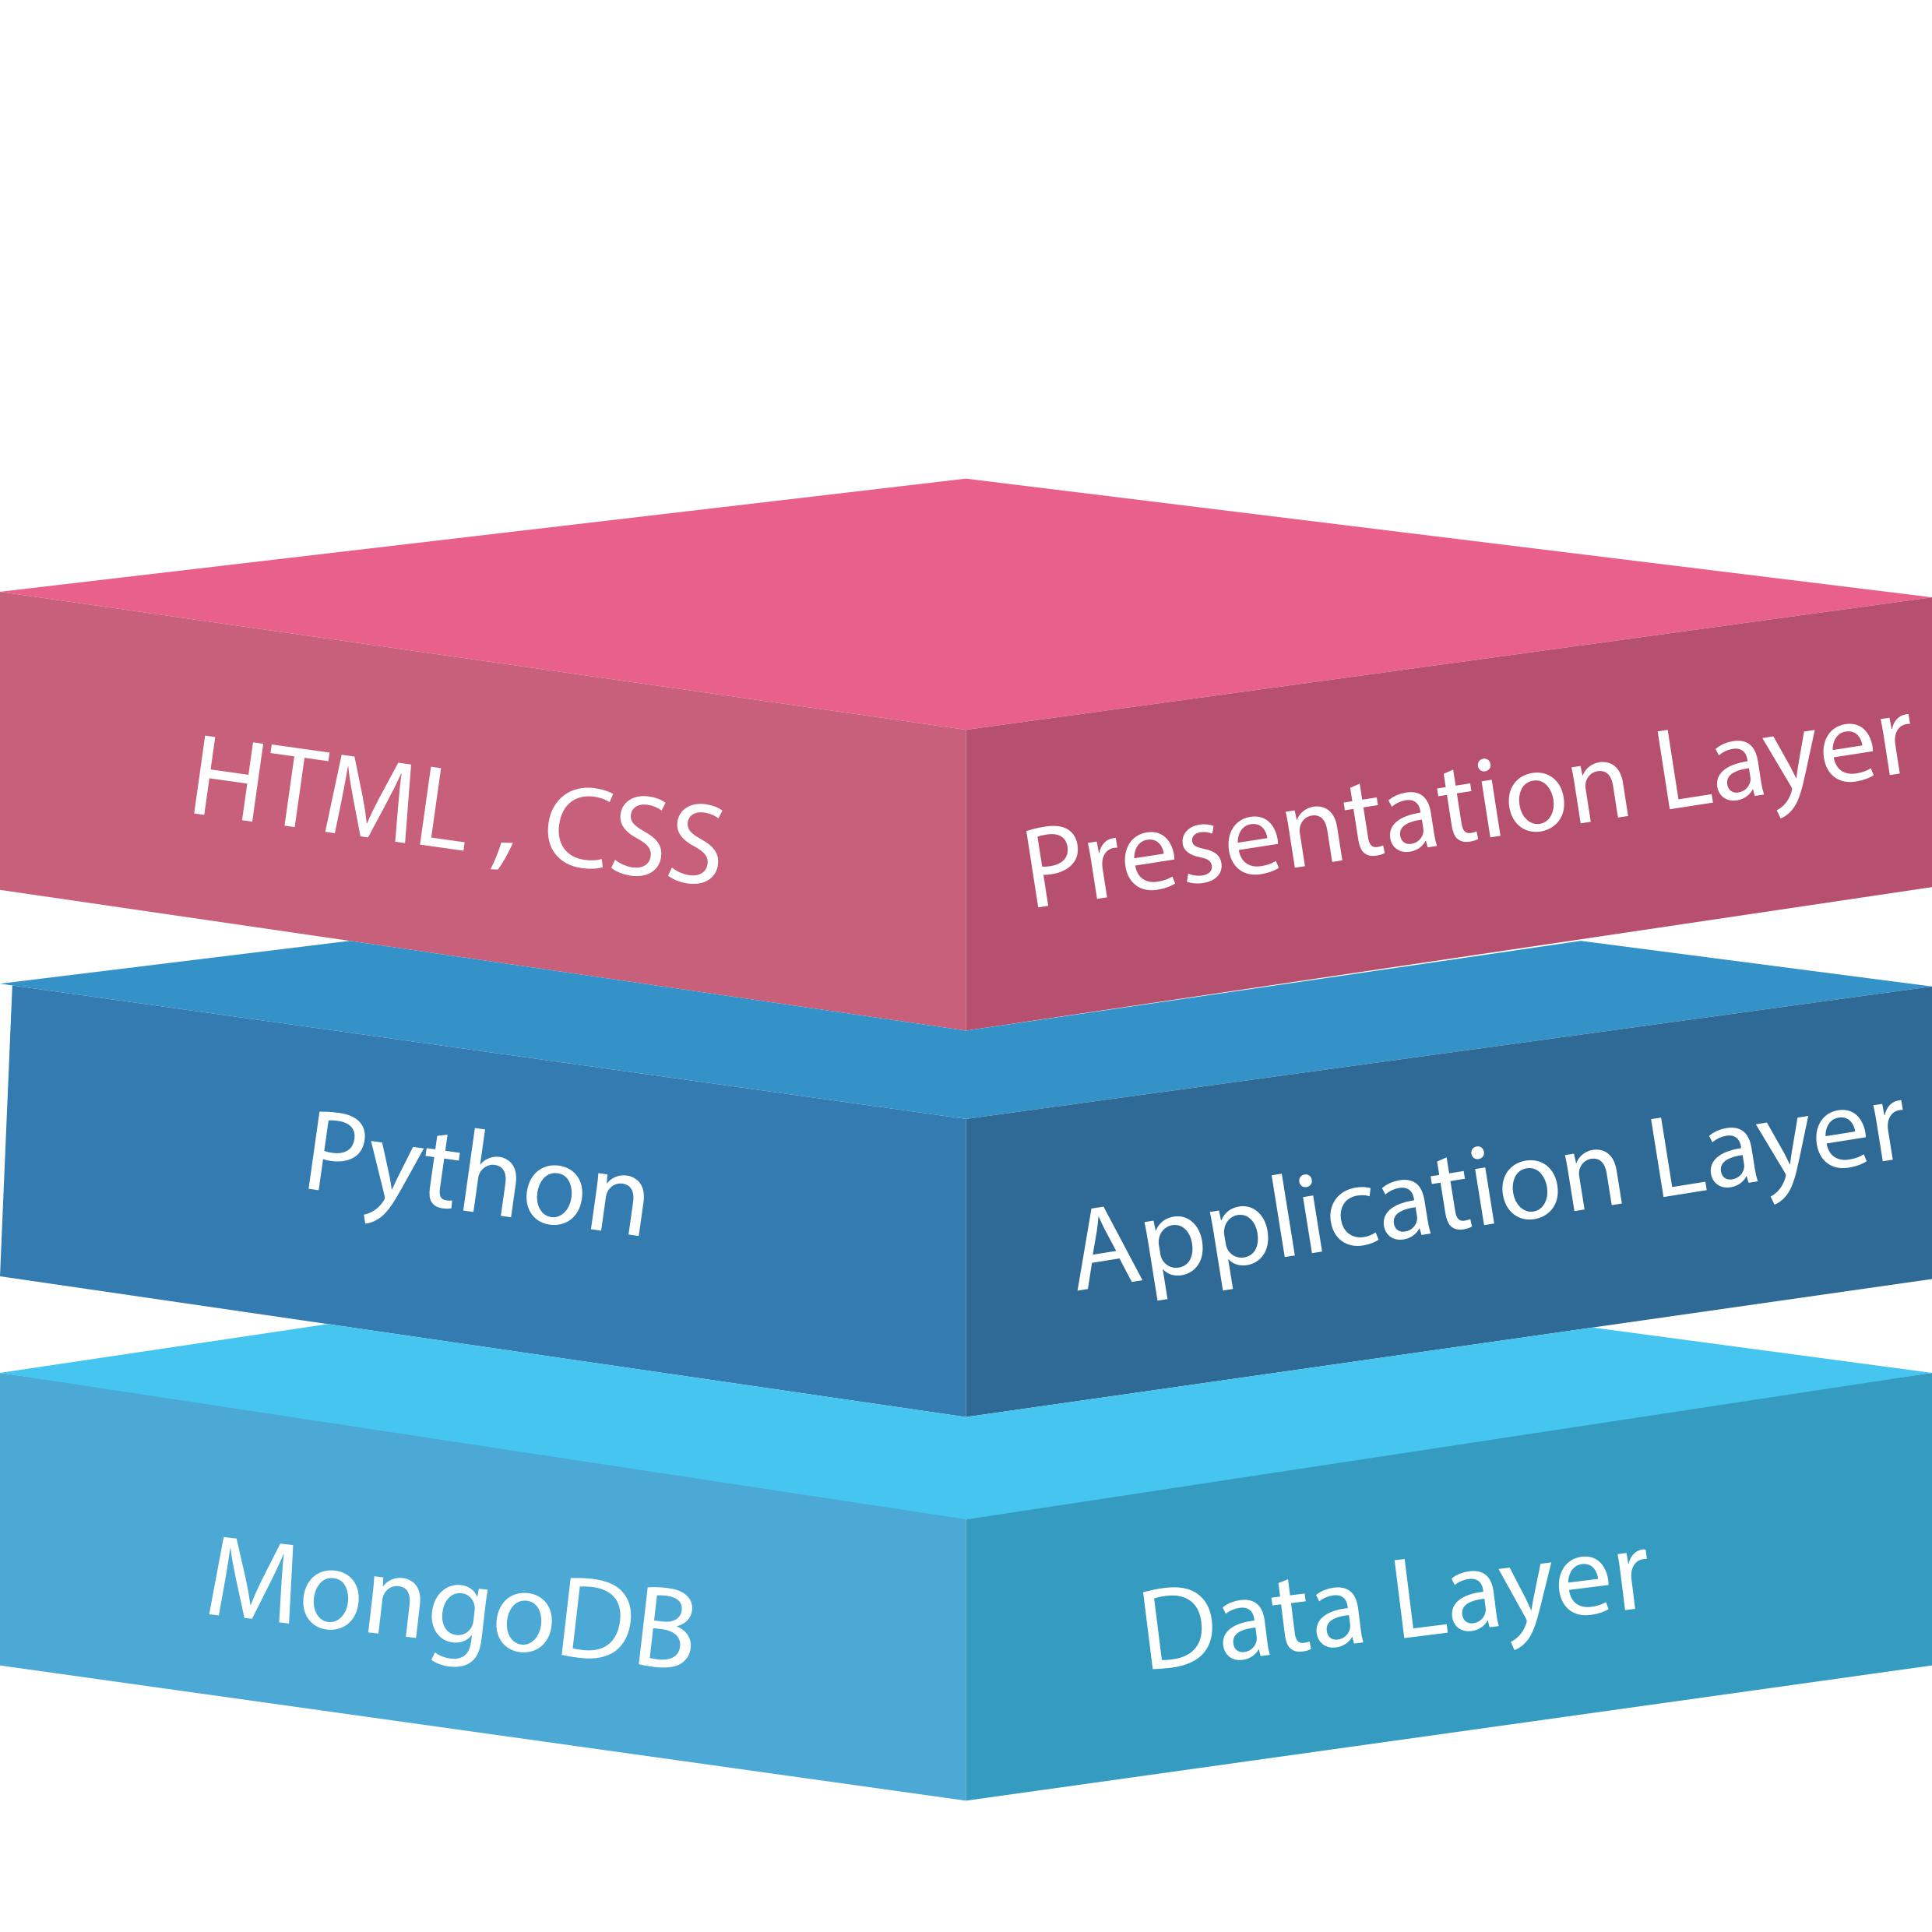 HTML , CSS
Presentation Layer
Python
Application Layer
MongoDB
Data Layer